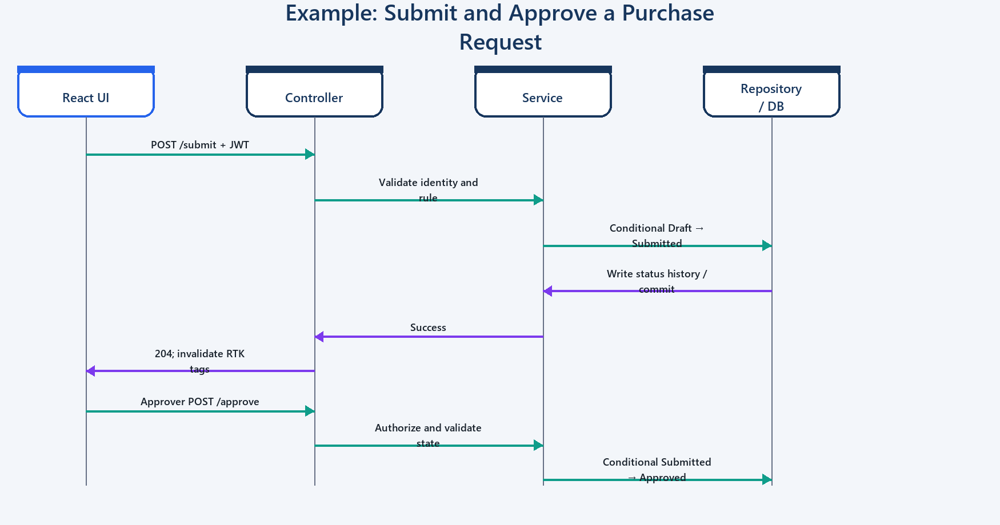 Example: Submit and Approve a Purchase
Request
React UI
Controller
Service
Repository
/ DB
POST /submit + JWT
Validate identity and
rule
Conditional Draft →
Submitted
Write status history /
commit
Success
204; invalidate RTK
tags
Approver POST /approve
Authorize and validate
state
Conditional Submitted
→ Approved